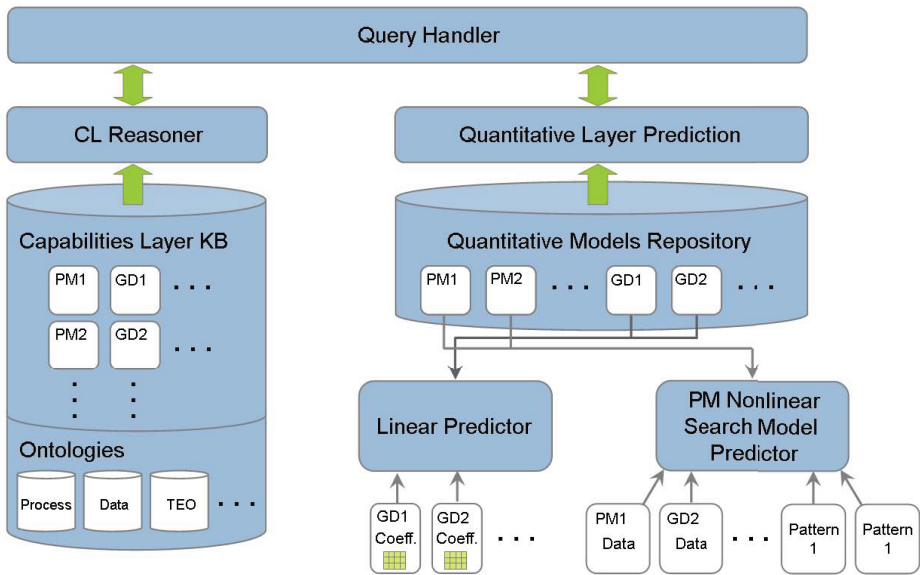 Query Handler
CL Reasoner
Quantitative Layer Prediction
Capabilities Layer KB
PM1
GD1
. . .
PM2
GD2
. . .
Ontologies
Process
Data
TEO
. . .
Quantitative Models Repository
PM1
PM2
. . .
GD1
GD2
. . .
Linear Predictor
PM Nonlinear
Search Model
Predictor
GD1
Coeff.
GD2
Coeff.
. . .
PM1
Data
GD2
Data
. . .
Pattern
1
Pattern
1